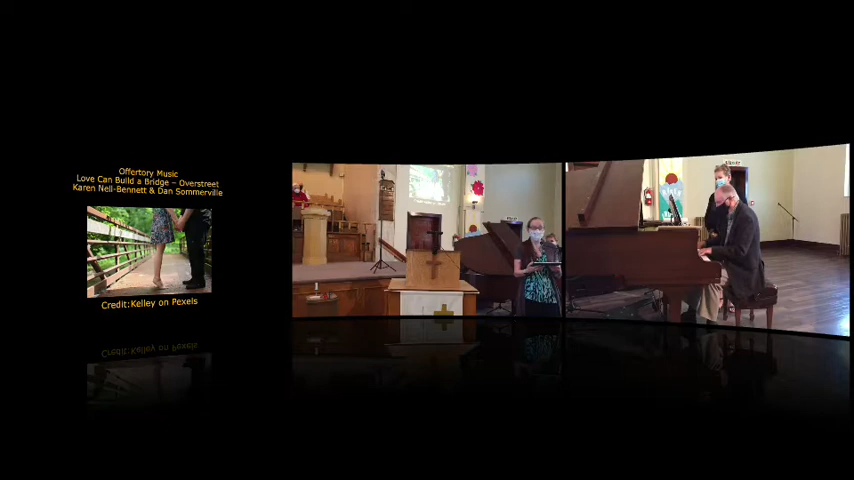 Offertory Music
Love Can Build a Bridge – Overstreet
Karen Nell-Bennett & Dan Sommerville
Credit:Kelley on Pexels